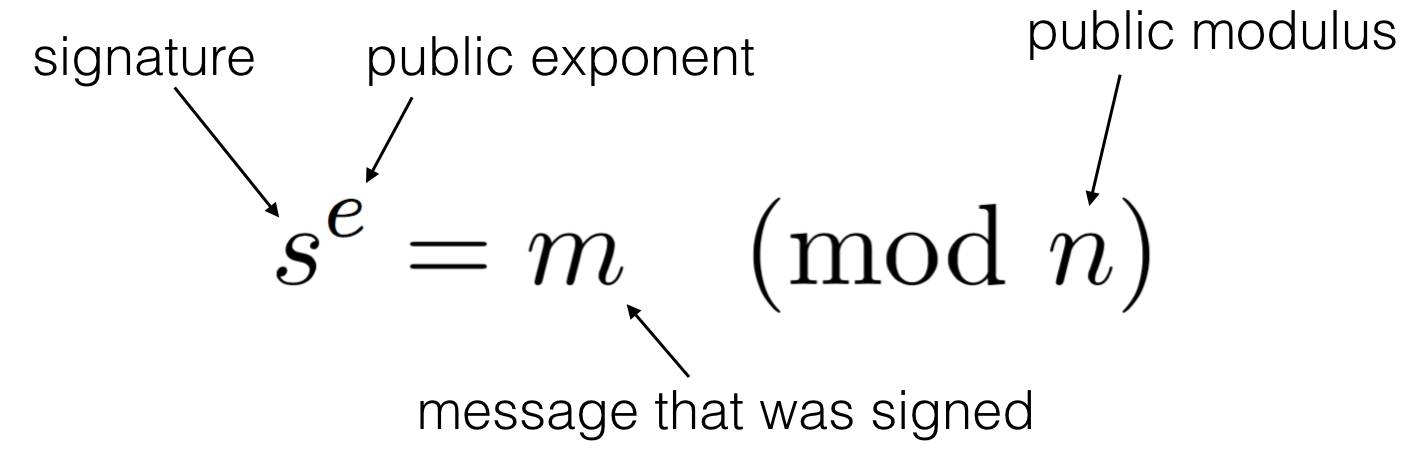 signature public exponent public modulus
s^e = m (mod n)
message that was signed